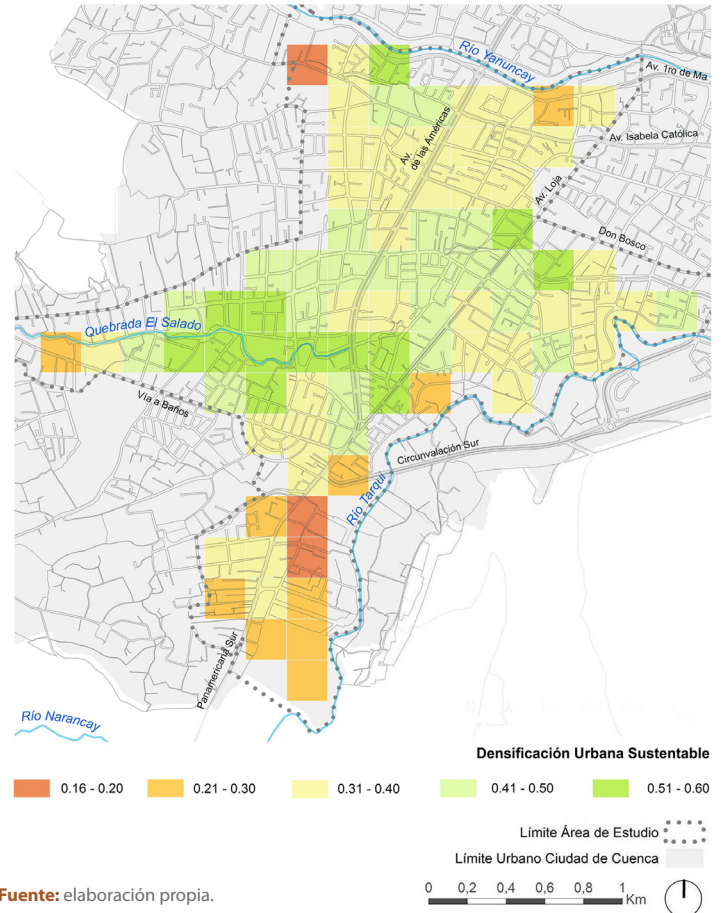 Río Yanuncay
Av. 1ro de Ma
Av. de las Américas
Av. Isabela Católica
Av. Loja
Don Bosco
Quebrada El Salado
Vía a Baños
Circunvalación Sur
Río Tarqui
Panamericana Sur
Río Narancay
Densificación Urbana Sustentable
0.16 - 0.20 0.21 - 0.30 0.31 - 0.40 0.41 - 0.50 0.51 - 0.60
Límite Área de Estudio
Límite Urbano Ciudad de Cuenca
Fuente: elaboración propia.
0 0,2 0,4 0,6 0,8 1 Km